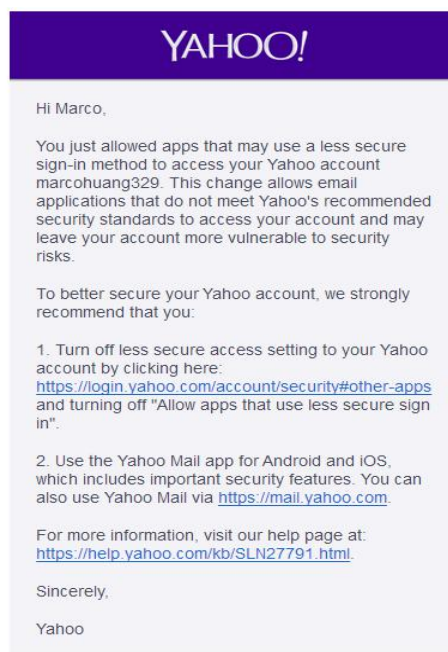 YAHOO!
Hi Marco,
You just allowed apps that may use a less secure
sign-in method to access your Yahoo account
marcohuang329. This change allows email
applications that do not meet Yahoo's recommended
security standards to access your account and may
leave your account more vulnerable to security
risks.
To better secure your Yahoo account, we strongly
recommend that you:
1. Turn off less secure access setting to your Yahoo
account by clicking here:
https://login.yahoo.com/account/security#other-apps
and turning off "Allow apps that use less secure sign
in".
2. Use the Yahoo Mail app for Android and iOS,
which includes important security features. You can
also use Yahoo Mail via https://mail.yahoo.com.
For more information, visit our help page at:
https://help.yahoo.com/kb/SLN27791.html.
Sincerely,
Yahoo